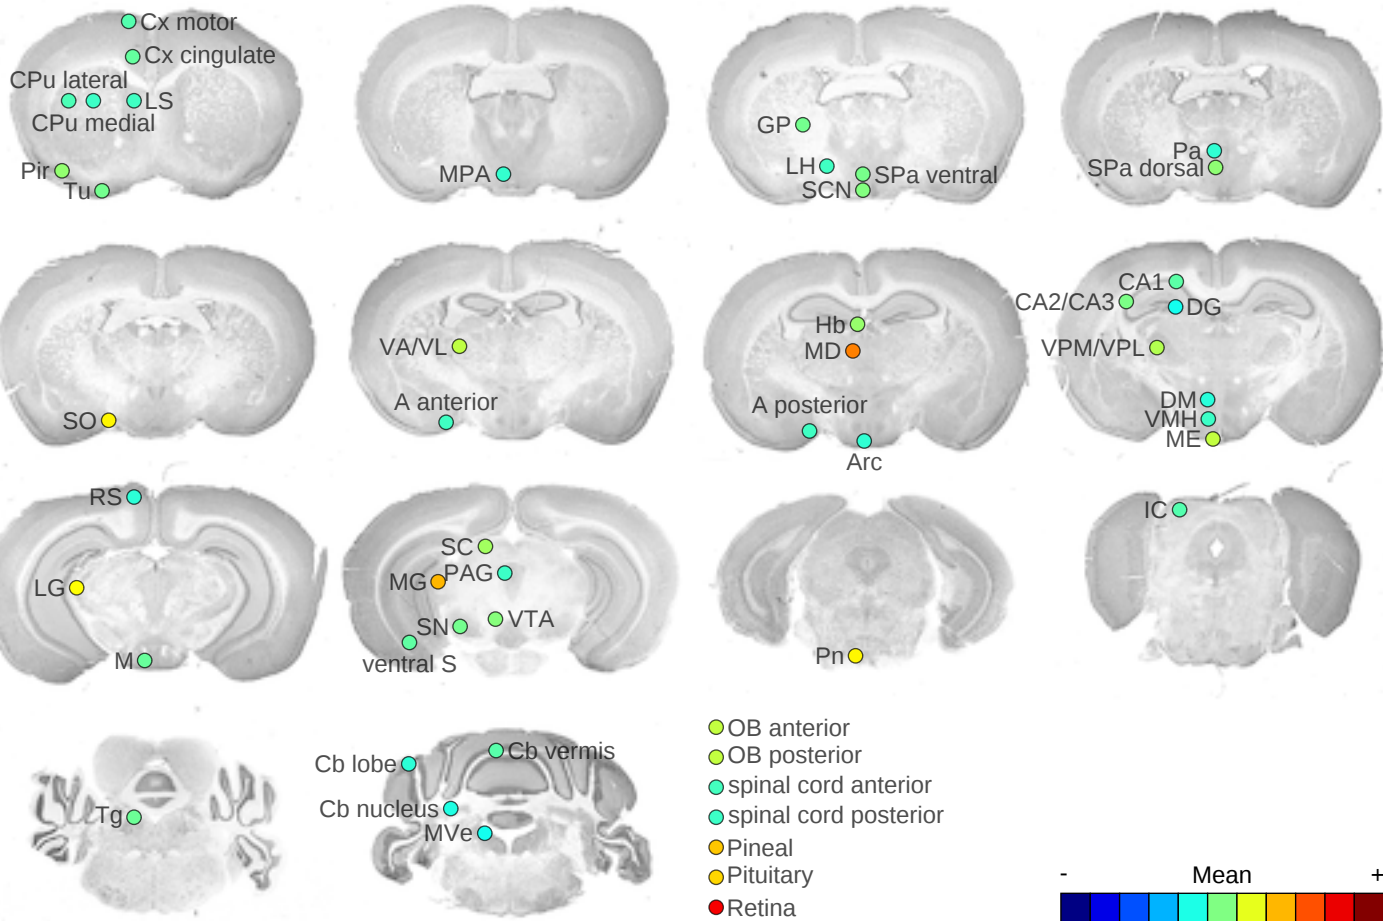 Cx motor
Cx cingulate
CPu lateral
LS
CPu medial
Pir
Tu
MPA
GP
LH
SPa ventral
SCN
Pa
SPa dorsal
SO
VA/VL
A anterior
Hb
MD
A posterior
Arc
CA1
CA2/CA3
DG
VPM/VPL
DM
VMH
ME
RS
LG
M
SC
MG
PAG
SN
VTA
ventral S
Pn
IC
Tg
Cb vermis
Cb lobe
Cb nucleus
MVe
OB anterior
OB posterior
spinal cord anterior
spinal cord posterior
Pineal
Pituitary
Retina
- Mean +